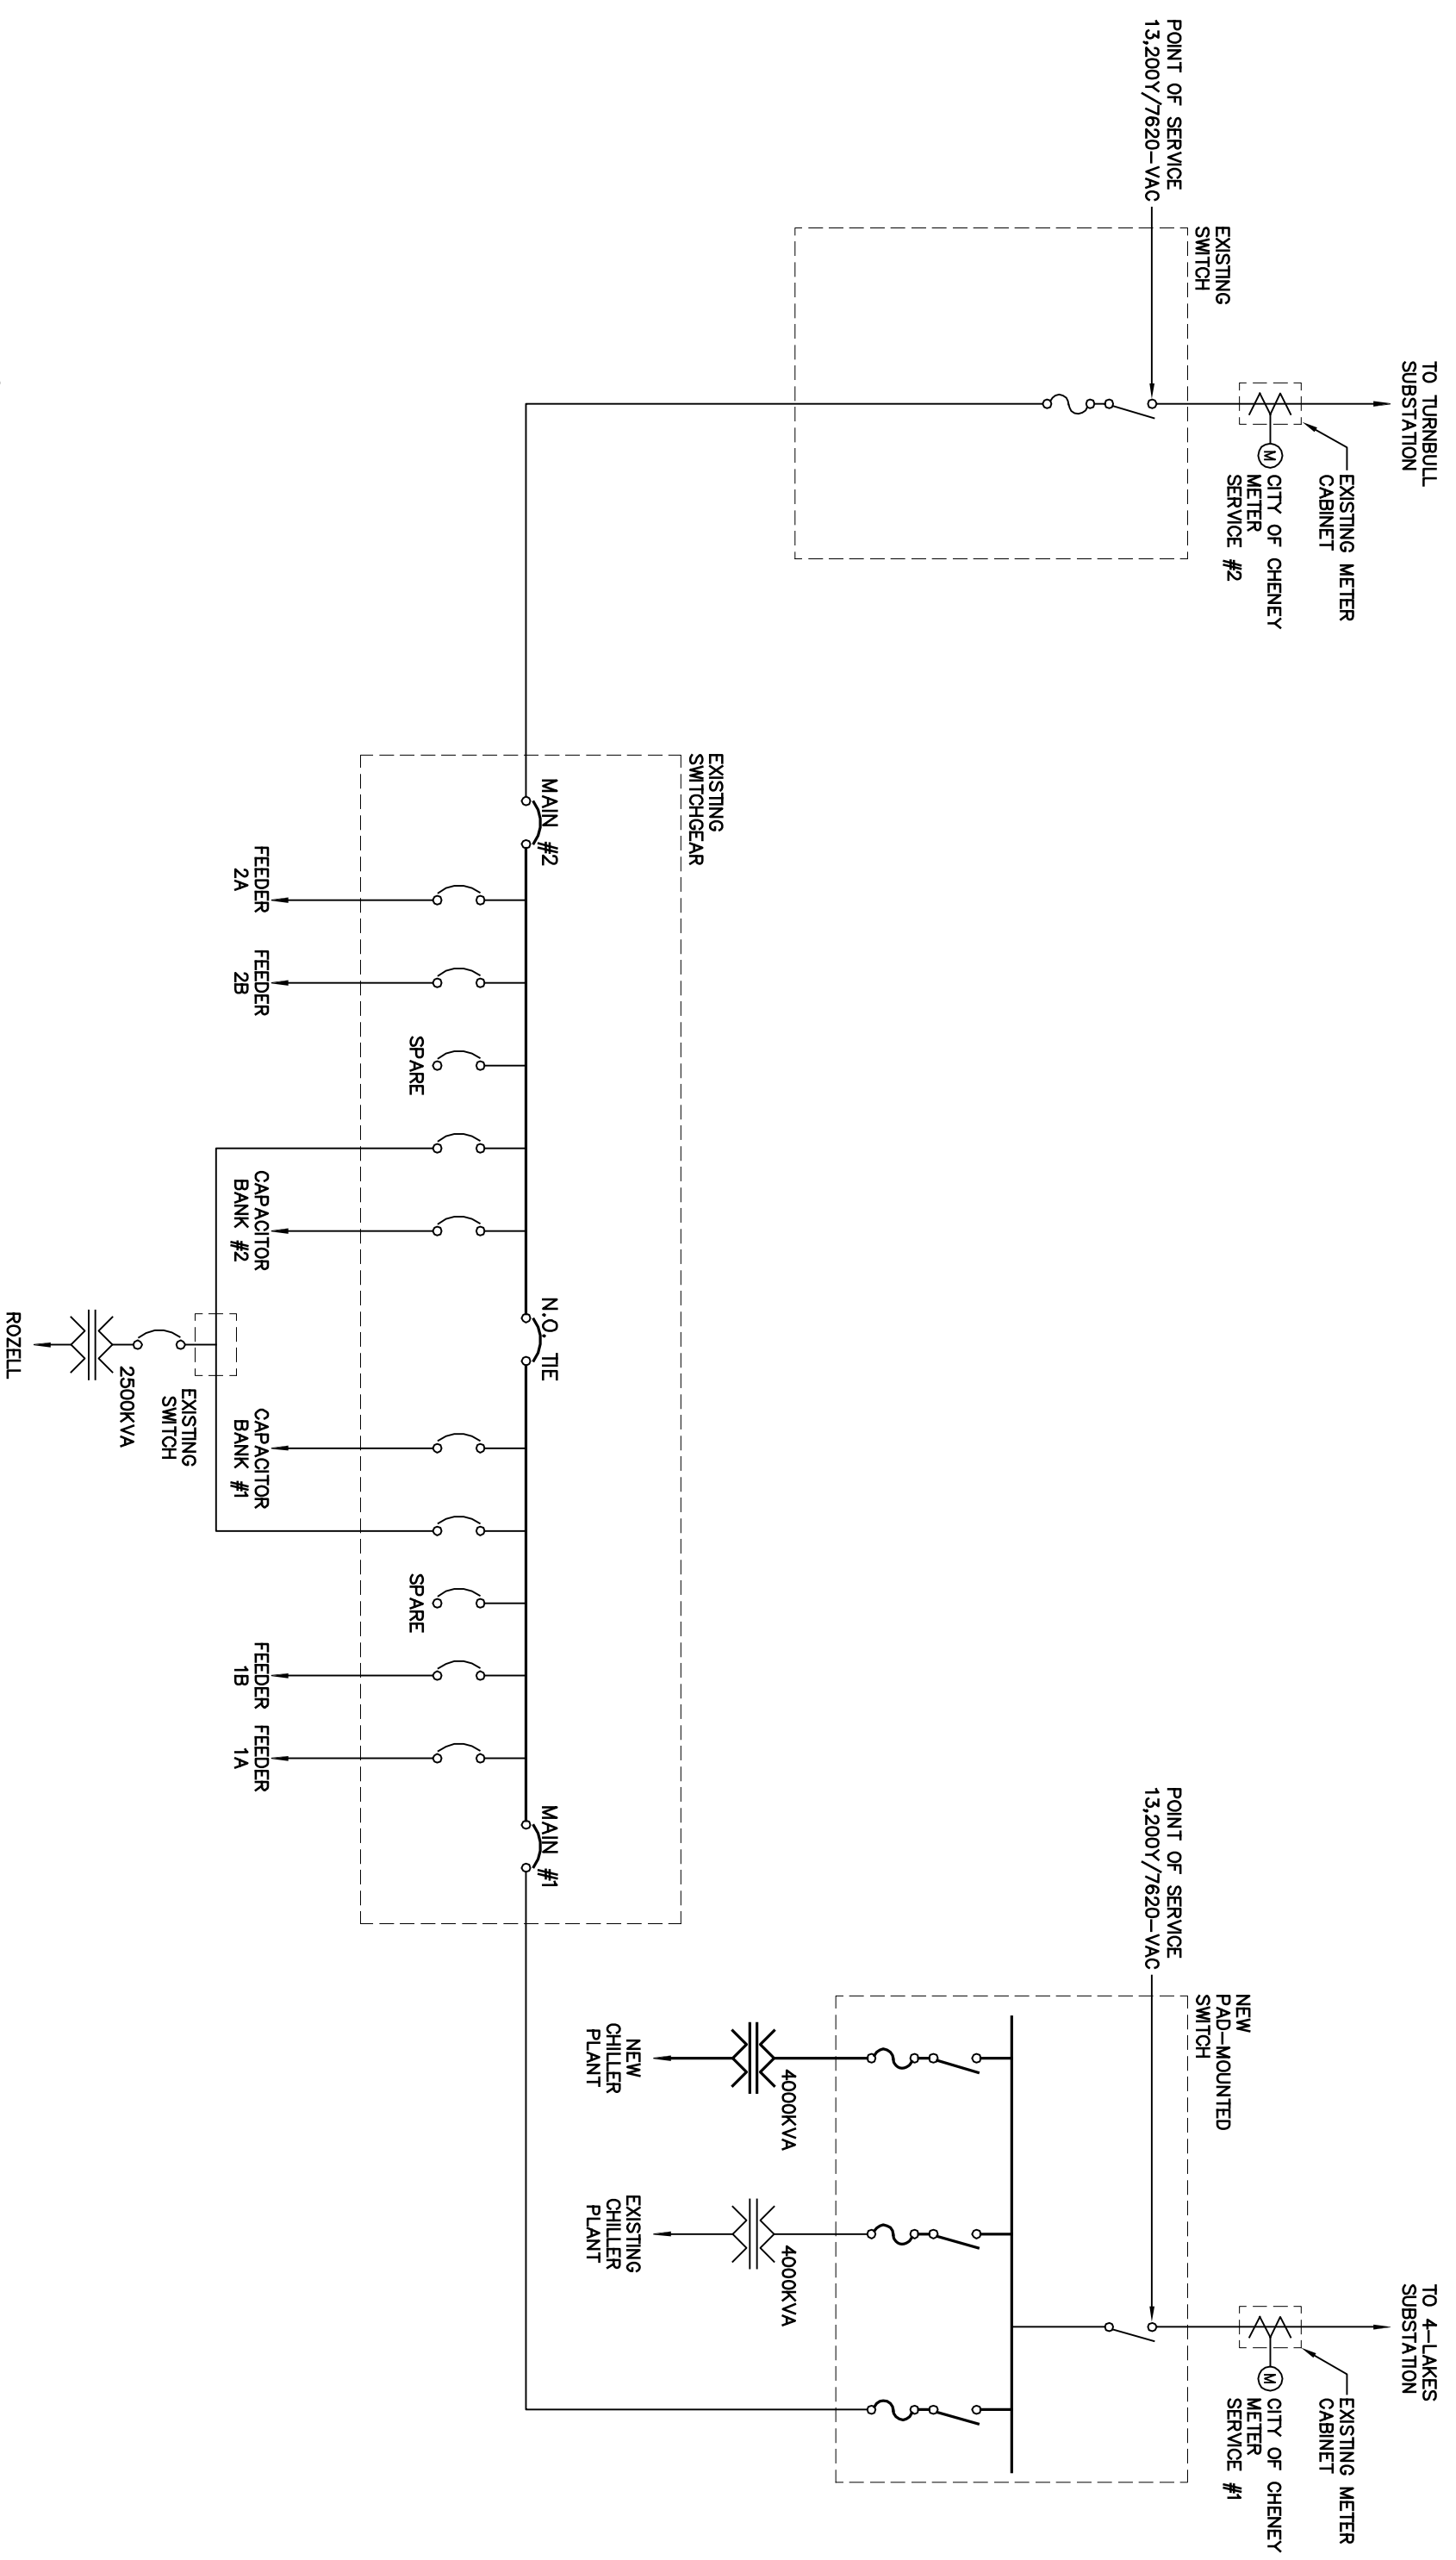 TO TURNBULL
SUBSTATION
EXISTING METER
CABINET
M
CITY OF CHENEY
METER
SERVICE #2
EXISTING
SWITCH
POINT OF SERVICE
13,200Y/7620-VAC
TO 4-LAKES
SUBSTATION
EXISTING METER
CABINET
M
CITY OF CHENEY
METER
SERVICE #1
NEW
PAD-MOUNTED
SWITCH
POINT OF SERVICE
13,200Y/7620-VAC
4000KVA
4000KVA
NEW
CHILLER
PLANT
EXISTING
CHILLER
PLANT
EXISTING
SWITCHGEAR
MAIN #2
N.O. TIE
MAIN #1
SPARE
SPARE
FEEDER
2A
FEEDER
2B
CAPACITOR
BANK #2
CAPACITOR
BANK #1
FEEDER
1B
FEEDER
1A
EXISTING
SWITCH
2500KVA
ROZELL